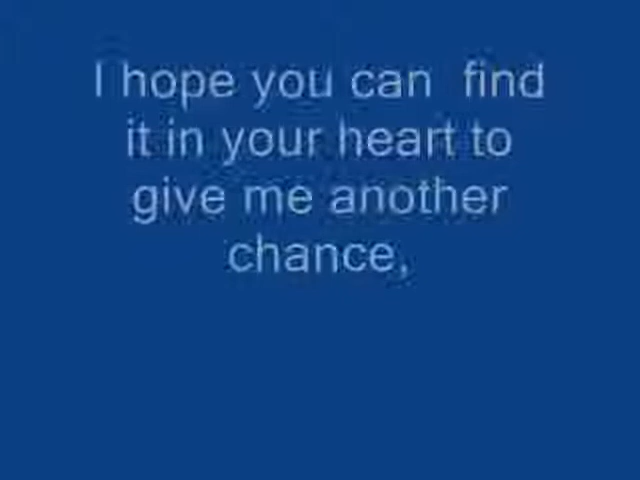 I hope you can  find
it in your heart to
give me another
chance,